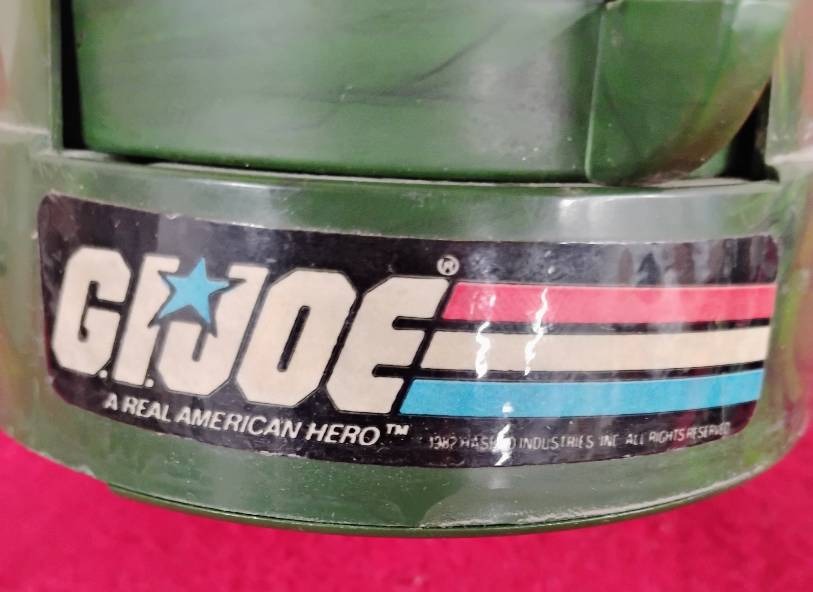 G.I.JOE®
A REAL AMERICAN HERO™
1982 INDUSTRIES INC ALL RIGHTS RESERVED